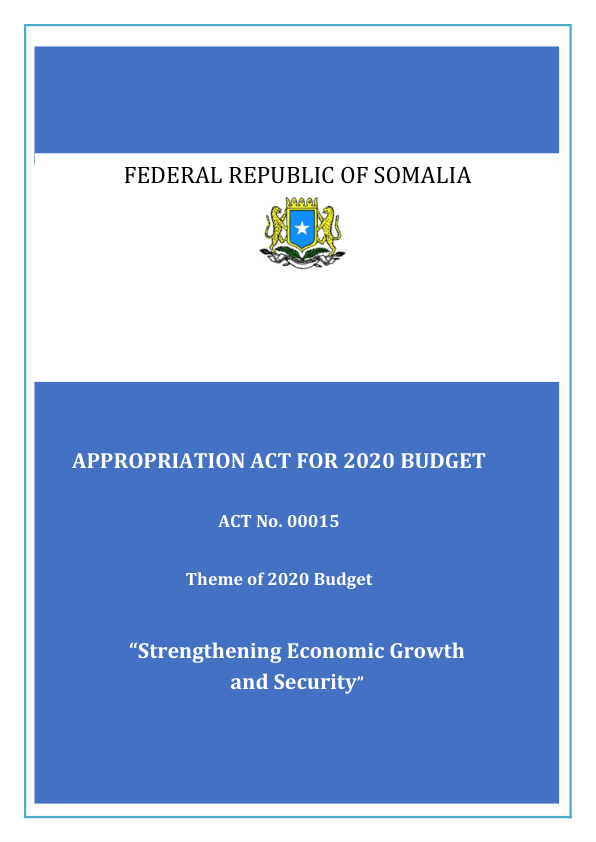 FEDERAL REPUBLIC OF SOMALIA
APPROPRIATION ACT FOR 2020 BUDGET
ACT No. 00015
Theme of 2020 Budget
“Strengthening Economic Growth
and Security”